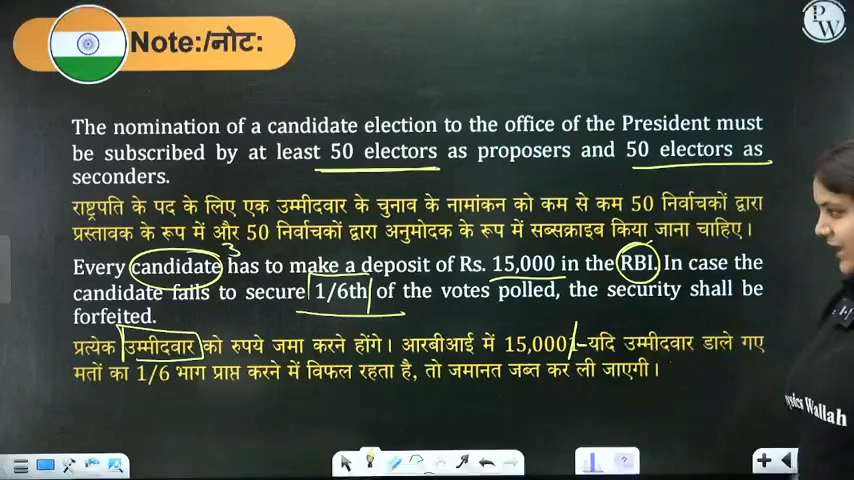 Note:/नोट:
PW
The nomination of a candidate election to the office of the President must
be subscribed by at least 50 electors as proposers and 50 electors as
seconders.
राष्ट्रपति के पद के लिए एक उम्मीदवार के चुनाव के नामांकन को कम से कम 50 निर्वाचकों द्वारा
प्रस्तावक के रूप में और 50 निर्वाचकों द्वारा अनुमोदक के रूप में सब्सक्राइब किया जाना चाहिए।
Every candidate has to make a deposit of Rs. 15,000 in the RBI. In case the
candidate fails to secure 1/6th of the votes polled, the security shall be
forfeited.
प्रत्येक उम्मीदवार को रुपये जमा करने होंगे। आरबीआई में 15,000/-यदि उम्मीदवार डाले गए
मतों का 1/6 भाग प्राप्त करने में विफल रहता है, तो जमानत जब्त कर ली जाएगी।
Wallah